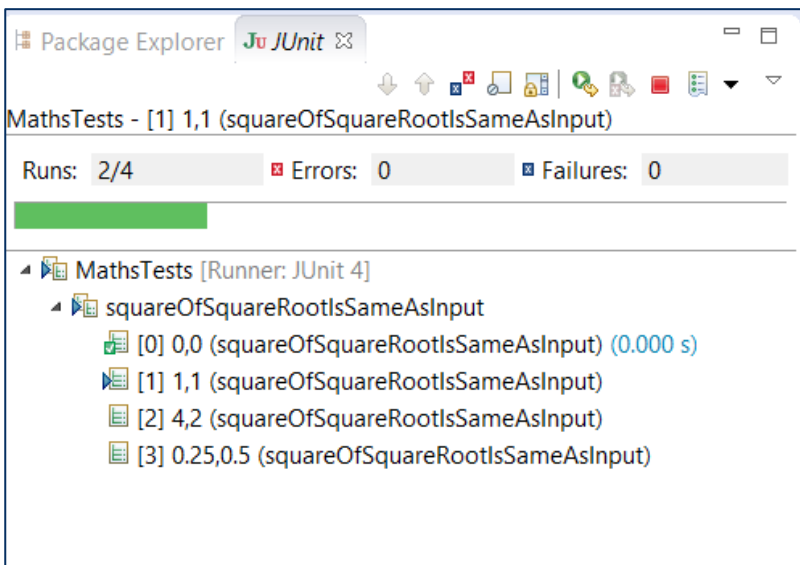 Package Explorer JUnit
MathsTests - [1] 1,1 (squareOfSquareRootIsSameAsInput)
Runs: 2/4 Errors: 0 Failures: 0
MathsTests [Runner: JUnit 4]
squareOfSquareRootIsSameAsInput
[0] 0,0 (squareOfSquareRootIsSameAsInput) (0.000 s)
[1] 1,1 (squareOfSquareRootIsSameAsInput)
[2] 4,2 (squareOfSquareRootIsSameAsInput)
[3] 0.25,0.5 (squareOfSquareRootIsSameAsInput)